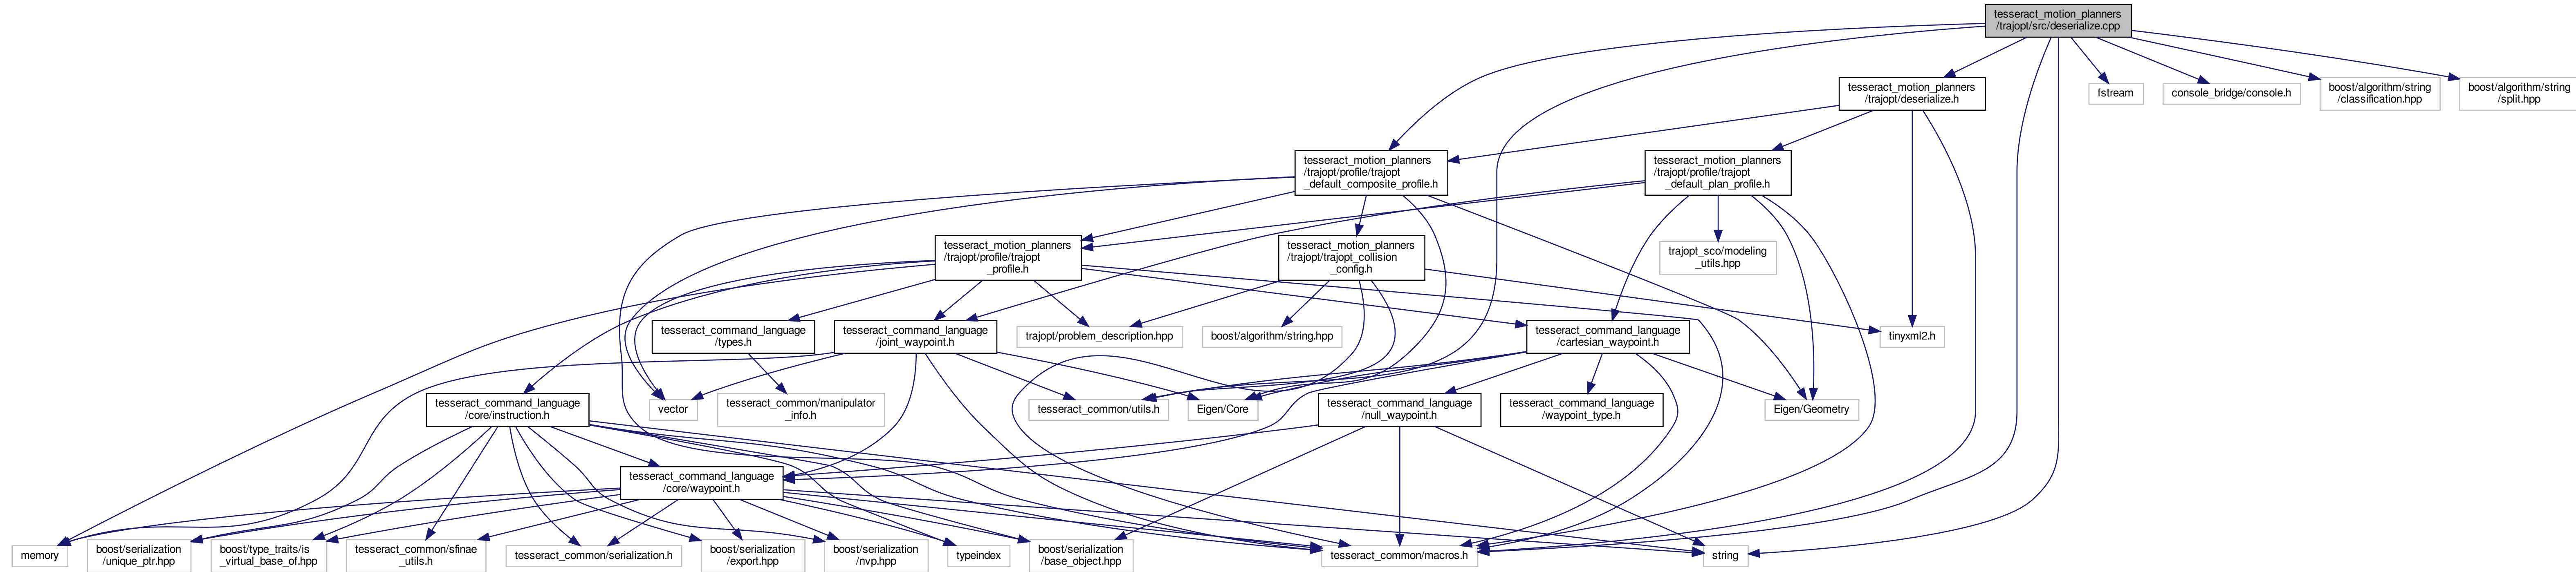 tesseract_motion_planners
/trajopt/src/deserialize.cpp
tesseract_motion_planners
/trajopt/deserialize.h
fstream
console_bridge/console.h
boost/algorithm/string
/classification.hpp
boost/algorithm/string
/split.hpp
tesseract_motion_planners
/trajopt/profile/trajopt
_default_composite_profile.h
tesseract_motion_planners
/trajopt/profile/trajopt
_default_plan_profile.h
tesseract_motion_planners
/trajopt/profile/trajopt
_profile.h
tesseract_motion_planners
/trajopt/trajopt_collision
_config.h
trajopt_sco/modeling
_utils.hpp
tesseract_command_language
/types.h
tesseract_command_language
/joint_waypoint.h
trajopt/problem_description.hpp
boost/algorithm/string.hpp
tesseract_command_language
/cartesian_waypoint.h
tinyxml2.h
tesseract_command_language
/core/instruction.h
vector
tesseract_common/manipulator
_info.h
tesseract_common/utils.h
Eigen/Core
tesseract_command_language
/null_waypoint.h
tesseract_command_language
/waypoint_type.h
Eigen/Geometry
tesseract_command_language
/core/waypoint.h
memory
boost/serialization
/unique_ptr.hpp
boost/type_traits/is
_virtual_base_of.hpp
tesseract_common/sfinae
_utils.h
tesseract_common/serialization.h
boost/serialization
/export.hpp
boost/serialization
/nvp.hpp
typeindex
boost/serialization
/base_object.hpp
tesseract_common/macros.h
string